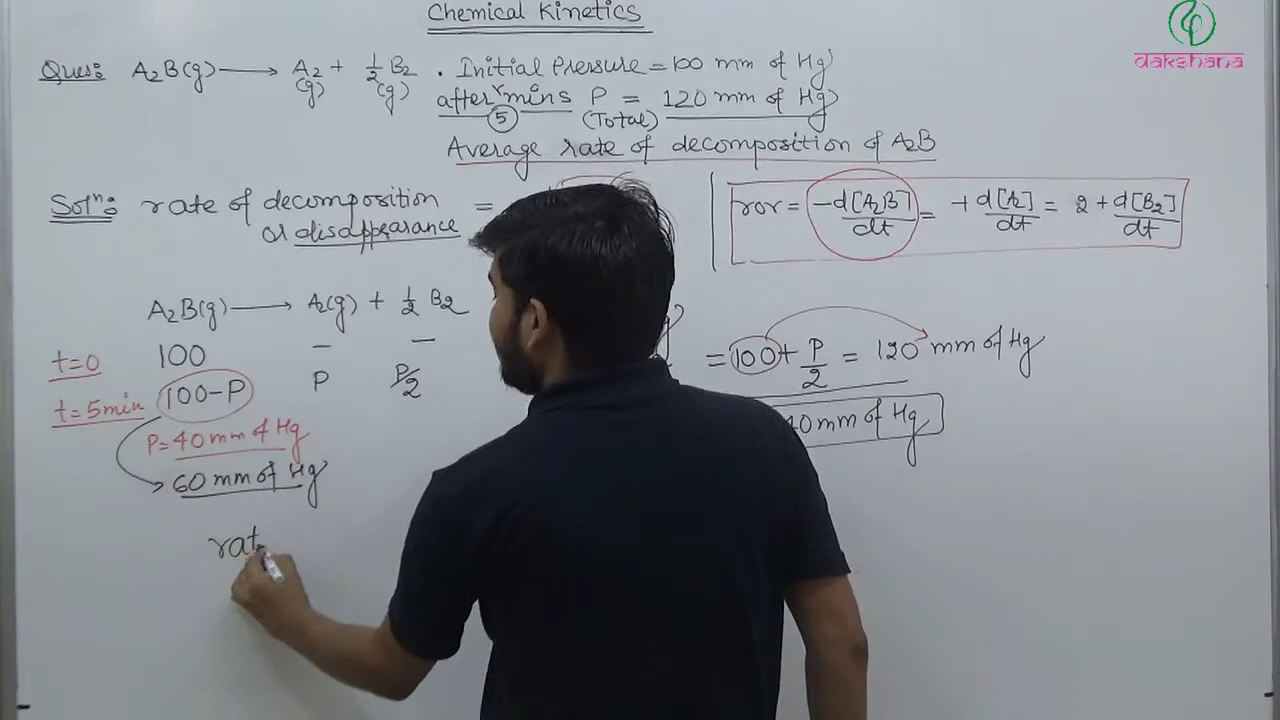 Chemical Kinetics
dakshana
Ques: A₂B(g) ⟶ A₂(g) + ½ B₂(g) . Initial Pressure = 100 mm of Hg
after 5 mins P(Total) = 120 mm of Hg
Average rate of decomposition of A₂B
Solⁿ: rate of decomposition =
or disappearance
ror = -d[A₂B]/dt = +d[A₂]/dt = 2 + d[B₂]/dt
A₂B(g) ⟶ A₂(g) + ½ B₂
t=0 100 – –
t=5min 100-P P P/2
= 100 + P/2 = 120 mm of Hg
P=40 mm of Hg
40 mm of Hg
60 mm of Hg
rat